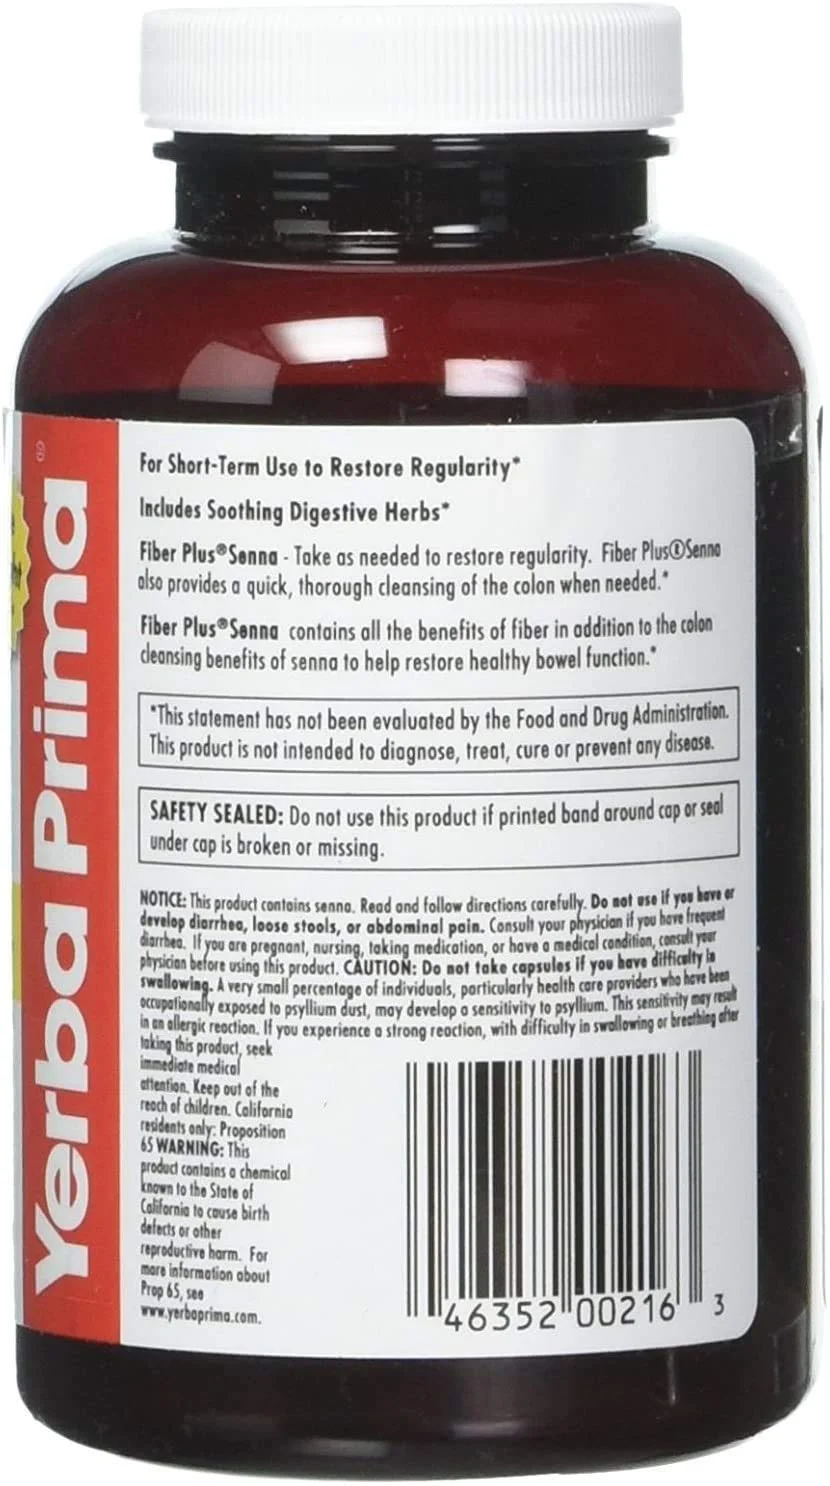 Yerba Prima®
For Short-Term Use to Restore Regularity*
Includes Soothing Digestive Herbs*
Fiber Plus®Senna - Take as needed to restore regularity. Fiber Plus®Senna
also provides a quick, thorough cleansing of the colon when needed.*
Fiber Plus®Senna contains all the benefits of fiber in addition to the colon
cleansing benefits of senna to help restore healthy bowel function.*
*This statement has not been evaluated by the Food and Drug Administration.
This product is not intended to diagnose, treat, cure or prevent any disease.
SAFETY SEALED: Do not use this product if printed band around cap or seal
under cap is broken or missing.
NOTICE: This product contains senna. Read and follow directions carefully. Do not use if you have or
develop diarrhea, loose stools, or abdominal pain. Consult your physician if you have frequent
diarrhea. If you are pregnant, nursing, taking medication, or have a medical condition, consult your
physician before using this product. CAUTION: Do not take capsules if you have difficulty in
swallowing. A very small percentage of individuals, particularly health care providers who have been
occupationally exposed to psyllium dust, may develop a sensitivity to psyllium. This sensitivity may result
in an allergic reaction. If you experience a strong reaction, with difficulty in swallowing or breathing after
taking this product, seek
immediate medical
attention. Keep out of the
reach of children. California
residents only: Proposition
65 WARNING: This
product contains a chemical
known to the State of
California to cause birth
defects or other
reproductive harm. For
more information about
Prop 65, see
www.yerbaprima.com.
46352 00216 3